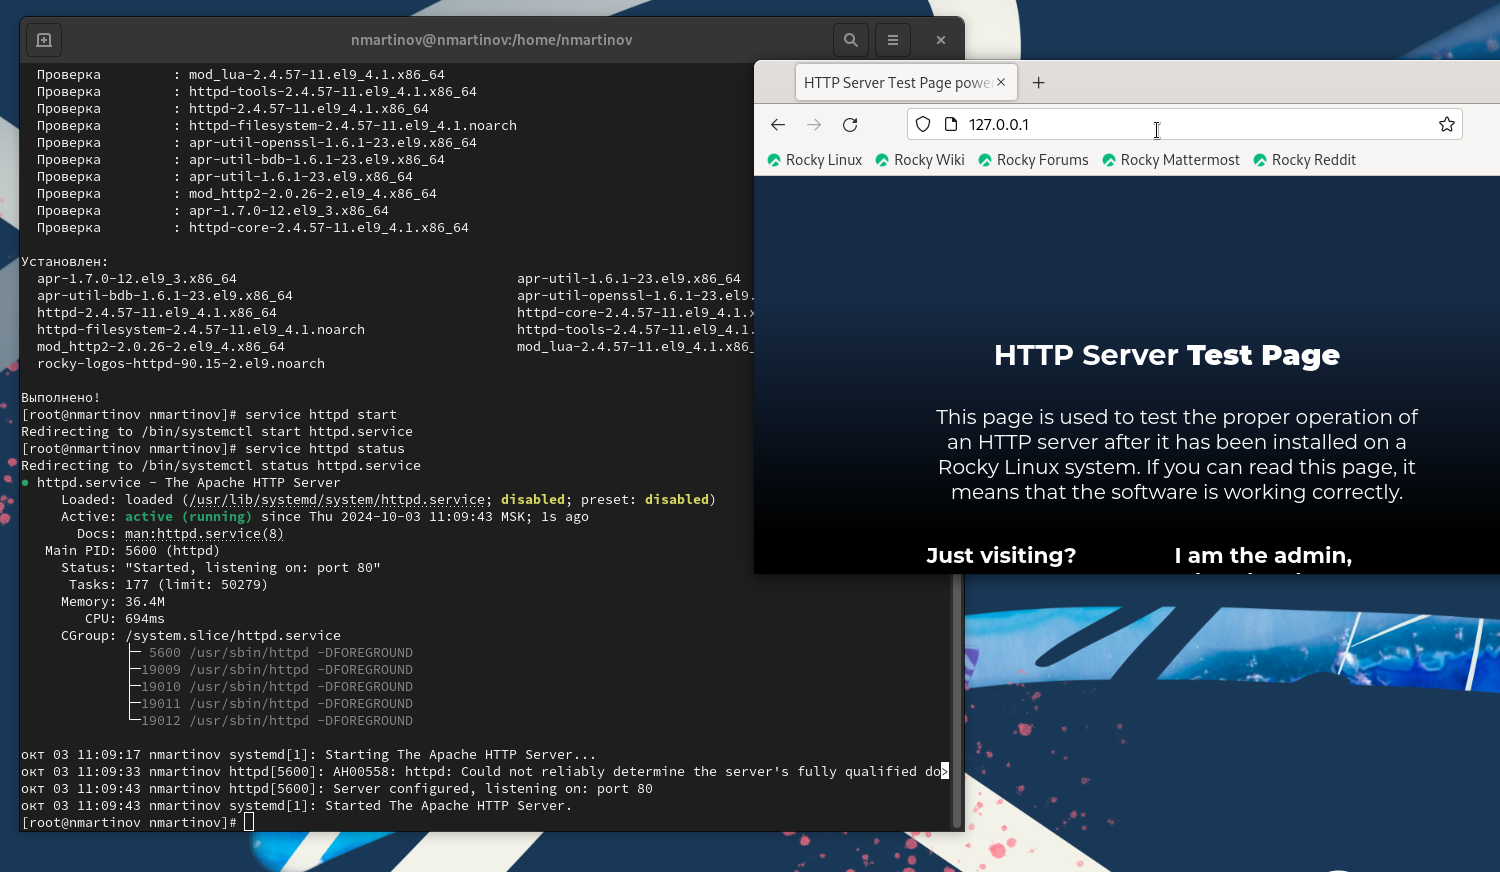 nmartinov@nmartinov:/home/nmartinov
Проверка : mod_lua-2.4.57-11.el9_4.1.x86_64
Проверка : httpd-tools-2.4.57-11.el9_4.1.x86_64
Проверка : httpd-2.4.57-11.el9_4.1.x86_64
Проверка : httpd-filesystem-2.4.57-11.el9_4.1.noarch
Проверка : apr-util-openssl-1.6.1-23.el9.x86_64
Проверка : apr-util-bdb-1.6.1-23.el9.x86_64
Проверка : apr-util-1.6.1-23.el9.x86_64
Проверка : mod_http2-2.0.26-2.el9_4.x86_64
Проверка : apr-1.7.0-12.el9_3.x86_64
Проверка : httpd-core-2.4.57-11.el9_4.1.x86_64
Установлен:
apr-1.7.0-12.el9_3.x86_64 apr-util-1.6.1-23.el9.x86_64
apr-util-bdb-1.6.1-23.el9.x86_64 apr-util-openssl-1.6.1-23.el9.
httpd-2.4.57-11.el9_4.1.x86_64 httpd-core-2.4.57-11.el9_4.1.x
httpd-filesystem-2.4.57-11.el9_4.1.noarch httpd-tools-2.4.57-11.el9_4.1.
mod_http2-2.0.26-2.el9_4.x86_64 mod_lua-2.4.57-11.el9_4.1.x86_
rocky-logos-httpd-90.15-2.el9.noarch
Выполнено!
[root@nmartinov nmartinov]# service httpd start
Redirecting to /bin/systemctl start httpd.service
[root@nmartinov nmartinov]# service httpd status
Redirecting to /bin/systemctl status httpd.service
● httpd.service - The Apache HTTP Server
Loaded: loaded (/usr/lib/systemd/system/httpd.service; disabled; preset: disabled)
Active: active (running) since Thu 2024-10-03 11:09:43 MSK; 1s ago
Docs: man:httpd.service(8)
Main PID: 5600 (httpd)
Status: "Started, listening on: port 80"
Tasks: 177 (limit: 50279)
Memory: 36.4M
CPU: 694ms
CGroup: /system.slice/httpd.service
├─ 5600 /usr/sbin/httpd -DFOREGROUND
├─19009 /usr/sbin/httpd -DFOREGROUND
├─19010 /usr/sbin/httpd -DFOREGROUND
├─19011 /usr/sbin/httpd -DFOREGROUND
└─19012 /usr/sbin/httpd -DFOREGROUND
окт 03 11:09:17 nmartinov systemd[1]: Starting The Apache HTTP Server...
окт 03 11:09:33 nmartinov httpd[5600]: AH00558: httpd: Could not reliably determine the server's fully qualified do>
окт 03 11:09:43 nmartinov httpd[5600]: Server configured, listening on: port 80
окт 03 11:09:43 nmartinov systemd[1]: Started The Apache HTTP Server.
[root@nmartinov nmartinov]#
HTTP Server Test Page powe
127.0.0.1
Rocky Linux Rocky Wiki Rocky Forums Rocky Mattermost Rocky Reddit
HTTP Server Test Page
This page is used to test the proper operation of
an HTTP server after it has been installed on a
Rocky Linux system. If you can read this page, it
means that the software is working correctly.
Just visiting? I am the admin,